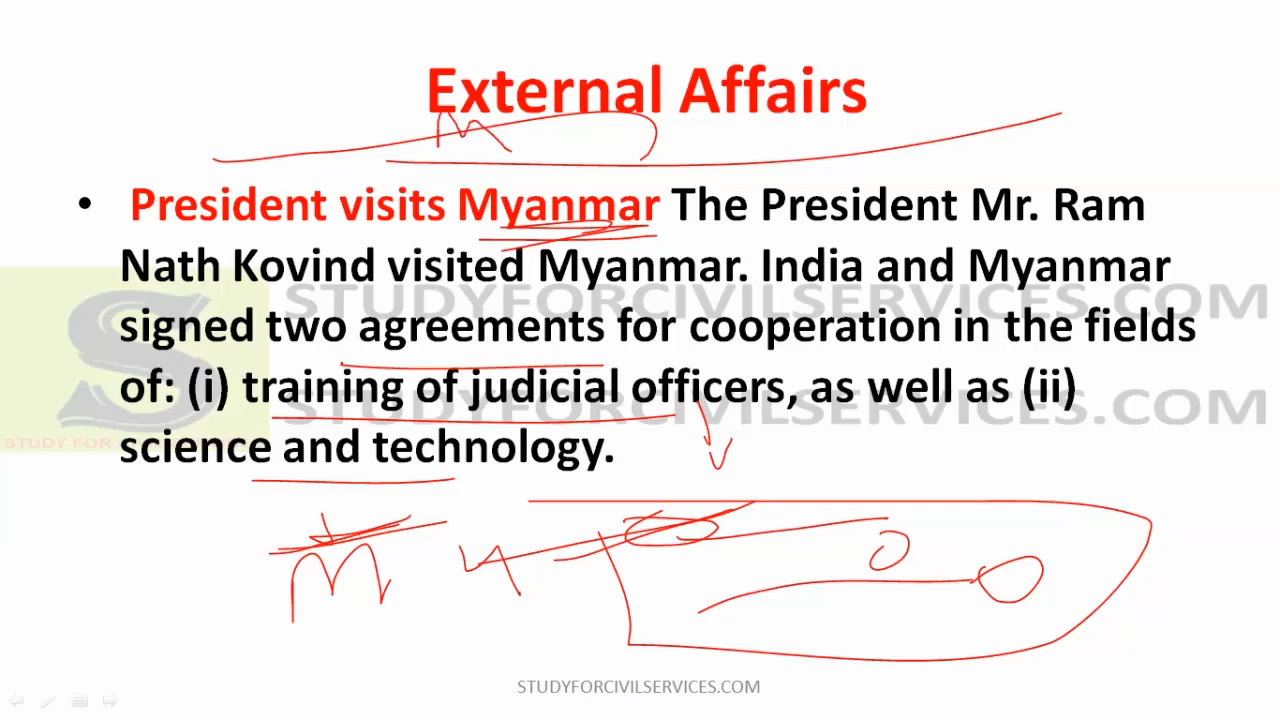 External Affairs
M
• President visits Myanmar The President Mr. Ram
Nath Kovind visited Myanmar. India and Myanmar
STUDYFORCIVILSERVICES.COM
signed two agreements for cooperation in the fields
of: (i) training of judicial officers, as well as (ii)
STUDYFORCIVILSERVICES.COM
science and technology.
M
STUDYFORCIVILSERVICES.COM